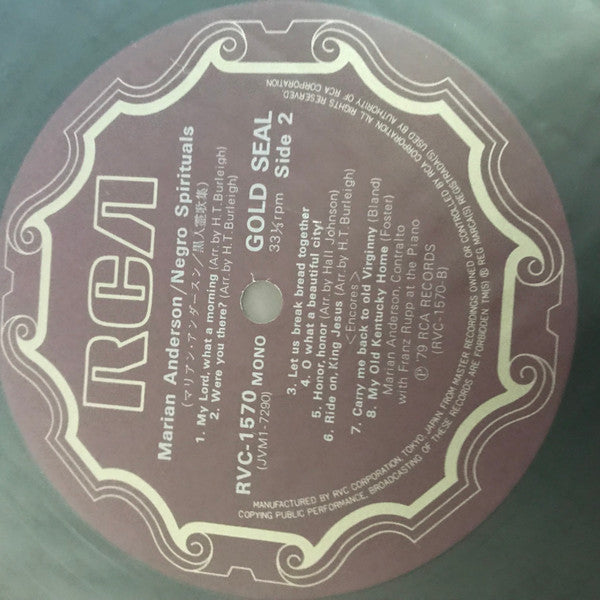 RCA
Marian Anderson/Negro Spirituals
(マリアン・アンダースン/黒人霊歌集)
1. My Lord, what a morning (Arr. by H.T. Burleigh)
2. Were you there? (Arr. by H.T. Burleigh)
RVC-1570 MONO
(JVM1-7290)
GOLD SEAL
33⅓ rpm Side 2
3. Let us break bread together
4. O what a beautiful city!
5. Honor, honor (Arr. by Hall Johnson)
6. Ride on, King Jesus (Arr. by H.T. Burleigh)
<Encores>
7. Carry me back to old Virginny (Bland)
8. My Old Kentucky Home (Foster)
Marian Anderson, Contralto
with Franz Rupp at the Piano
Ⓟ '79 RCA RECORDS
(RVC-1570-B)
MANUFACTURED BY RVC CORPORATION, TOKYO, JAPAN, FROM MASTER RECORDINGS OWNED OR CONTROLLED BY RCA CORPORATION. ALL RIGHTS RESERVED.
COPYING PUBLIC PERFORMANCE, BROADCASTING OF THESE RECORDS ARE FORBIDDEN TM(S) ® REG MARCA(S) REGISTRADA(S) USED BY AUTHORITY OF RCA CORPORATION